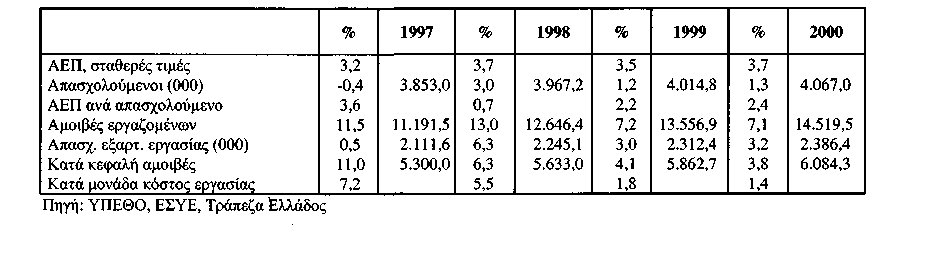 % 1997 % 1998 % 1999 % 2000
ΑΕΠ, σταθερές τιμές 3,2 3,7 3,5 3,7
Απασχολούμενοι (000) -0,4 3.853,0 3,0 3.967,2 1,2 4.014,8 1,3 4.067,0
ΑΕΠ ανά απασχολούμενο 3,6 0,7 2,2 2,4
Αμοιβές εργαζομένων 11,5 11.191,5 13,0 12.646,4 7,2 13.556,9 7,1 14.519,5
Απασχ. εξαρτ. εργασίας (000) 0,5 2.111,6 6,3 2.245,1 3,0 2.312,4 3,2 2.386,4
Κατά κεφαλή αμοιβές 11,0 5.300,0 6,3 5.633,0 4,1 5.862,7 3,8 6.084,3
Κατά μονάδα κόστος εργασίας 7,2 5,5 1,8 1,4
Πηγή: ΥΠΕΘΟ, ΕΣΥΕ, Τράπεζα Ελλάδος